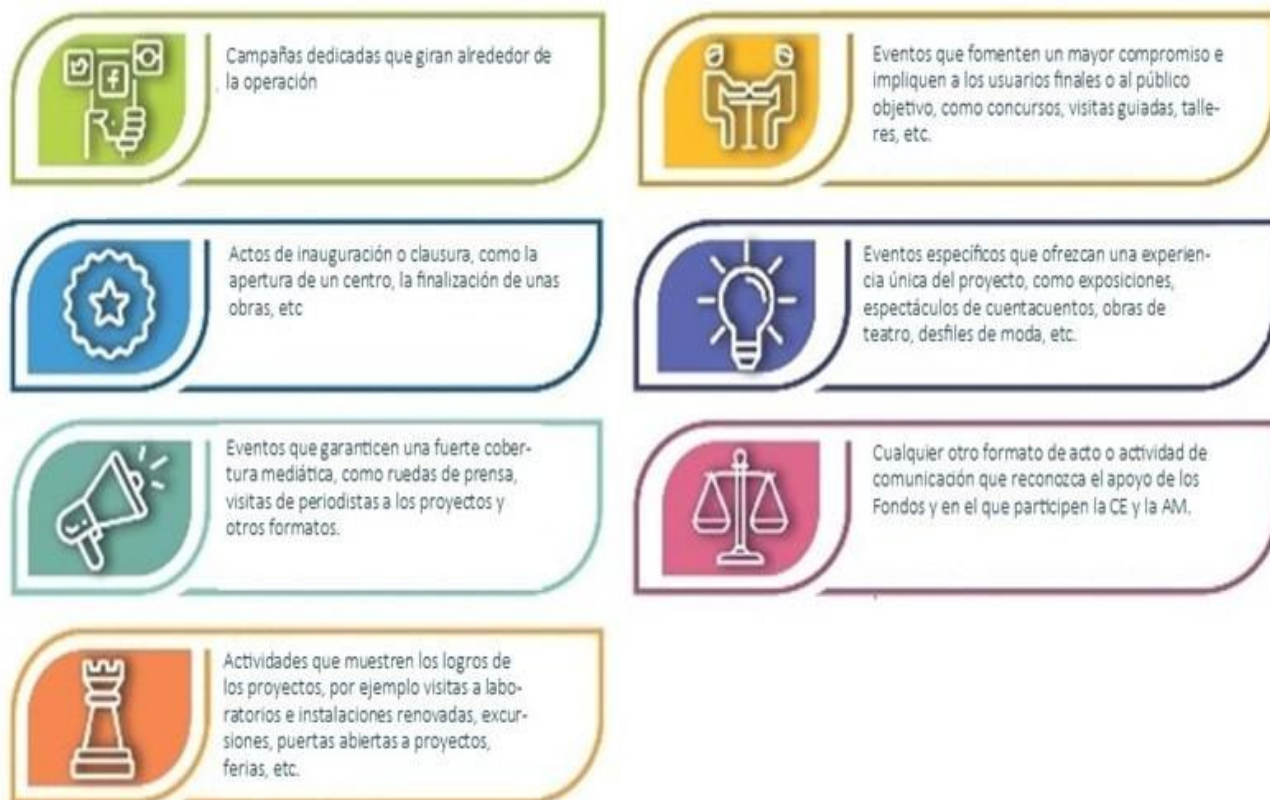 Campañas dedicadas que giran alrededor de
la operación
Eventos que fomenten un mayor compromiso e
impliquen a los usuarios finales o al público
objetivo, como concursos, visitas guiadas, talle-
res, etc.
Actos de inauguración o clausura, como la
apertura de un centro, la finalización de unas
obras, etc
Eventos específicos que ofrezcan una experien-
cia única del proyecto, como exposiciones,
espectáculos de cuentacuentos, obras de
teatro, desfiles de moda, etc.
Eventos que garanticen una fuerte cober-
tura mediática, como ruedas de prensa,
visitas de periodistas a los proyectos y
otros formatos.
Cualquier otro formato de acto o actividad de
comunicación que reconozca el apoyo de los
Fondos y en el que participen la CE y la AM.
Actividades que muestren los logros de
los proyectos, por ejemplo visitas a labo-
ratorios e instalaciones renovadas, excur-
siones, puertas abiertas a proyectos,
ferias, etc.